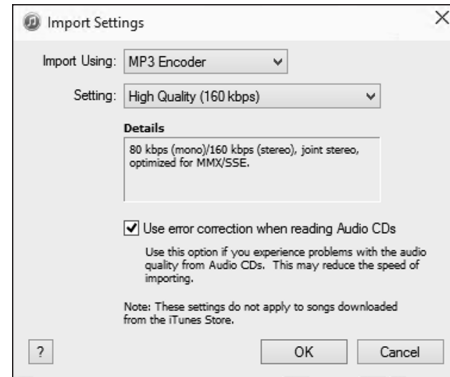 Import Settings
Import Using: MP3 Encoder
Setting: High Quality (160 kbps)
Details
80 kbps (mono)/160 kbps (stereo), joint stereo,
optimized for MMX/SSE.
Use error correction when reading Audio CDs
Use this option if you experience problems with the audio
quality from Audio CDs. This may reduce the speed of
importing.
Note: These settings do not apply to songs downloaded
from the iTunes Store.
? OK Cancel